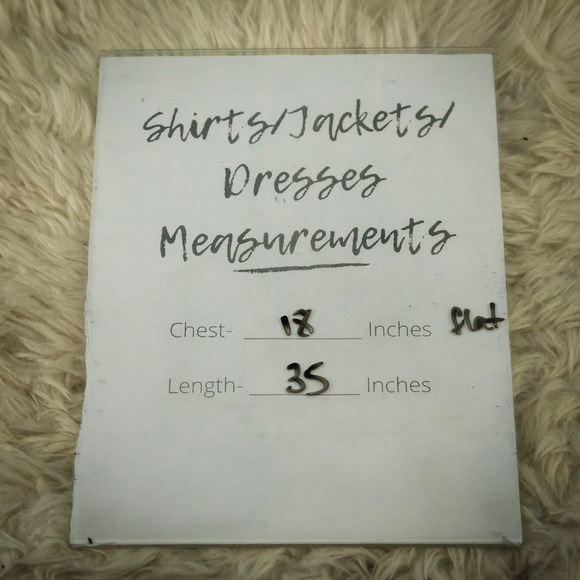 Shirts/Jackets/
Dresses
Measurements
Chest- 18 Inches flat
Length- 35 Inches